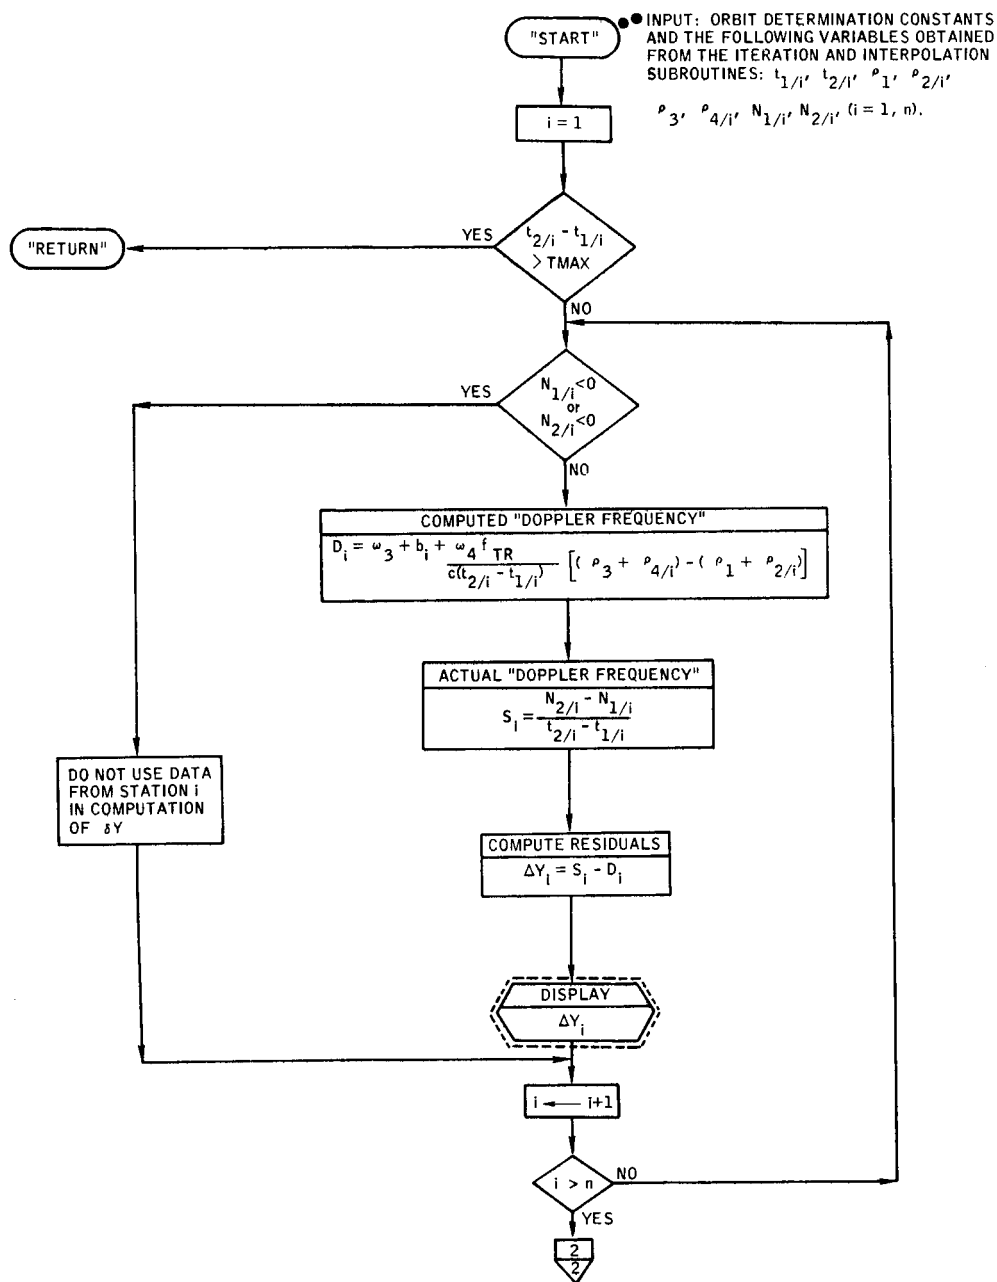 "START"
INPUT: ORBIT DETERMINATION CONSTANTS
AND THE FOLLOWING VARIABLES OBTAINED
FROM THE ITERATION AND INTERPOLATION
SUBROUTINES: t1/i, t2/i, ρ1, ρ2/i,
ρ3, ρ4/i, N1/i, N2/i, (i = 1, n).
i = 1
"RETURN"
YES
t2/i - t1/i
> TMAX
NO
YES
N1/i <0
or
N2/i <0
NO
COMPUTED "DOPPLER FREQUENCY"
Di = ω3 + bi + ω4 fTR / c(t2/i - t1/i) [( ρ3 + ρ4/i) - ( ρ1 + ρ2/i)]
ACTUAL "DOPPLER FREQUENCY"
Si = N2/i - N1/i
t2/i - t1/i
DO NOT USE DATA
FROM STATION i
IN COMPUTATION
OF δY
COMPUTE RESIDUALS
ΔYi = Si - Di
DISPLAY
ΔYi
i ← i+1
i > n
NO
YES
2
2